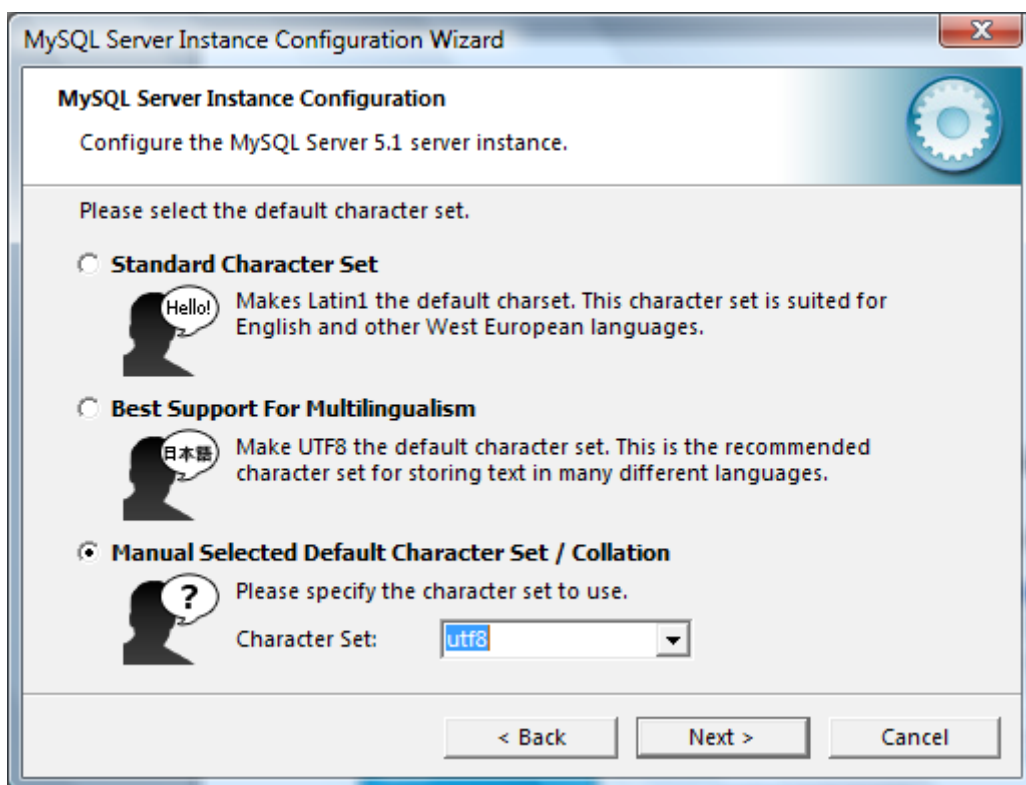 MySQL Server Instance Configuration Wizard
MySQL Server Instance Configuration
Configure the MySQL Server 5.1 server instance.
Please select the default character set.
Standard Character Set
Hello!
Makes Latin1 the default charset. This character set is suited for
English and other West European languages.
Best Support For Multilingualism
日本語
Make UTF8 the default character set. This is the recommended
character set for storing text in many different languages.
Manual Selected Default Character Set / Collation
?
Please specify the character set to use.
Character Set: utf8
< Back Next > Cancel